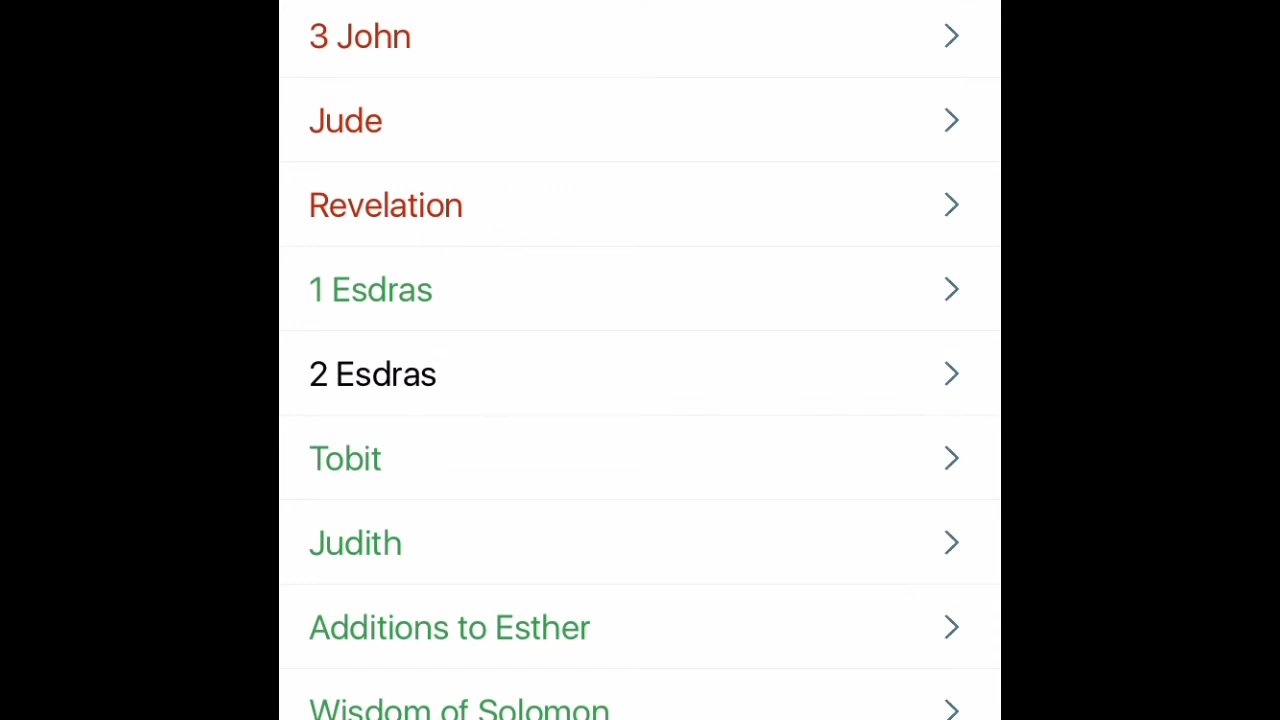 3 John
Jude
Revelation
1 Esdras
2 Esdras
Tobit
Judith
Additions to Esther
Wisdom of Solomon